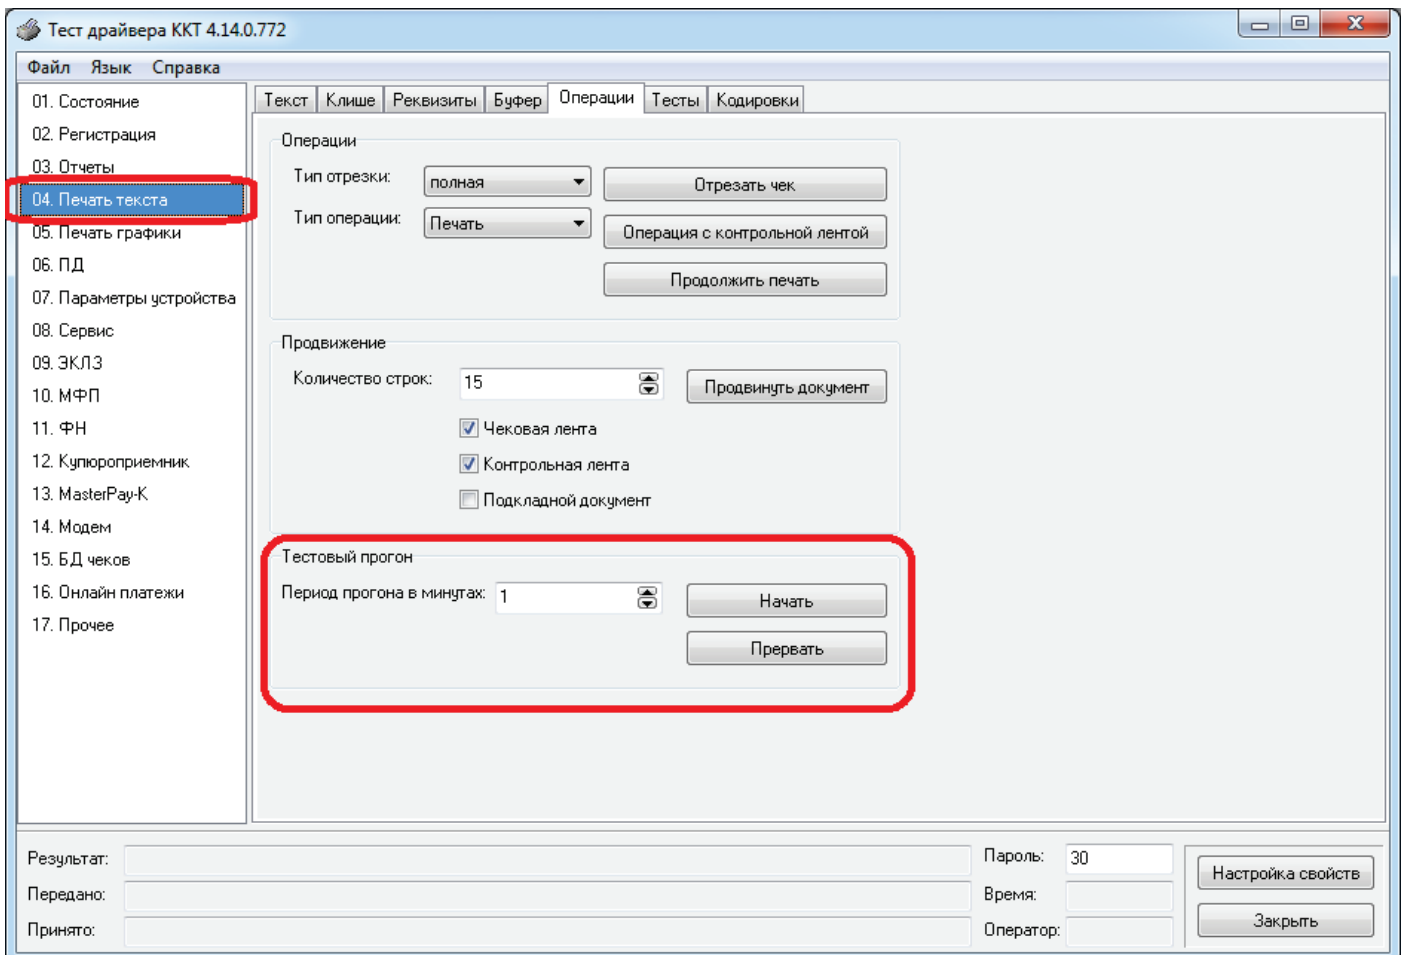 Тест драйвера ККТ 4.14.0.772
Файл Язык Справка
01. Состояние
02. Регистрация
03. Отчеты
04. Печать текста
05. Печать графики
06. ПД
07. Параметры устройства
08. Сервис
09. ЭКЛЗ
10. МФП
11. ФН
12. Купюроприемник
13. MasterPay-K
14. Модем
15. БД чеков
16. Онлайн платежи
17. Прочее
Текст Клише Реквизиты Буфер Операции Тесты Кодировки
Операции
Тип отрезки: полная Отрезать чек
Тип операции: Печать Операция с контрольной лентой
Продолжить печать
Продвижение
Количество строк: 15 Продвинуть документ
Чековая лента
Контрольная лента
Подкладной документ
Тестовый прогон
Период прогона в минутах: 1 Начать
Прервать
Результат:
Передано:
Принято:
Пароль: 30
Время:
Оператор:
Настройка свойств
Закрыть